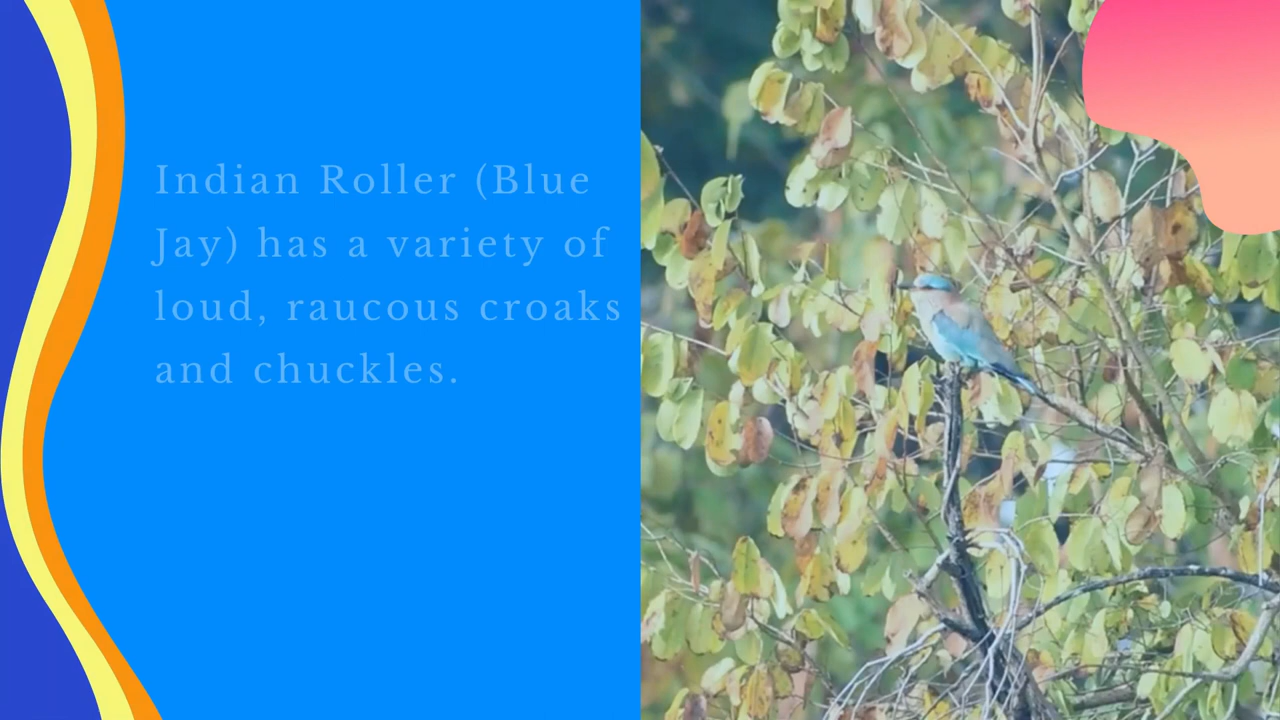 Indian Roller (Blue
Jay) has a variety of
loud, raucous croaks
and chuckles.